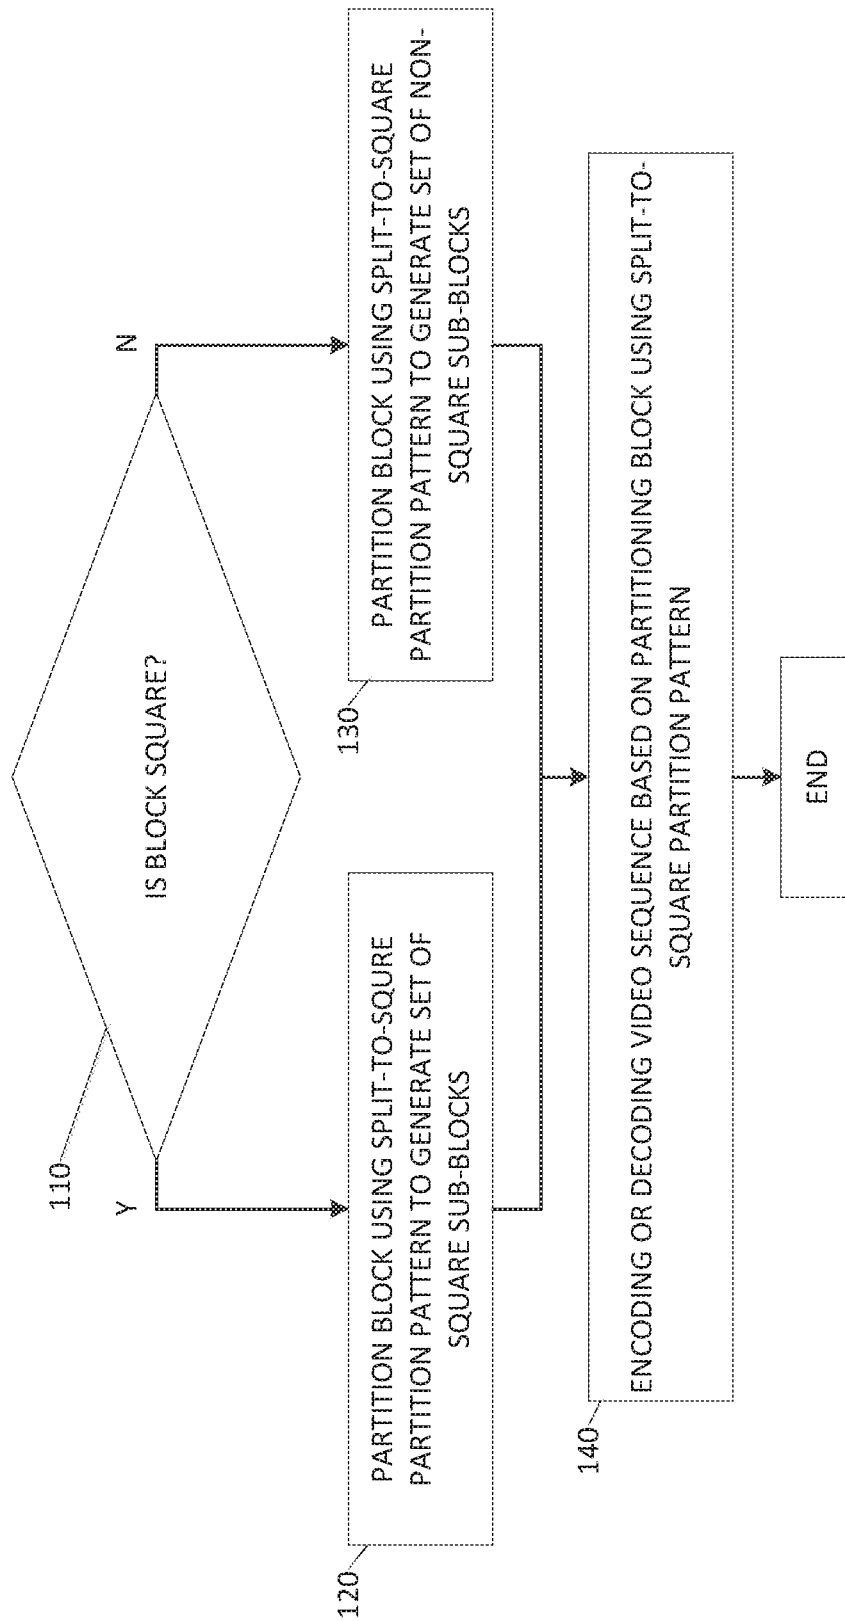 110
IS BLOCK SQUARE?
Y
N
120
PARTITION BLOCK USING SPLIT-TO-SQURE
PARTITION PATTERN TO GENERATE SET OF
SQUARE SUB-BLOCKS
130
PARTITION BLOCK USING SPLIT-TO-SQUARE
PARTITION PATTERN TO GENERATE SET OF NON-
SQUARE SUB-BLOCKS
140
ENCODING OR DECODING VIDEO SEQUENCE BASED ON PARTITIONING BLOCK USING SPLIT-TO-
SQUARE PARTITION PATTERN
END